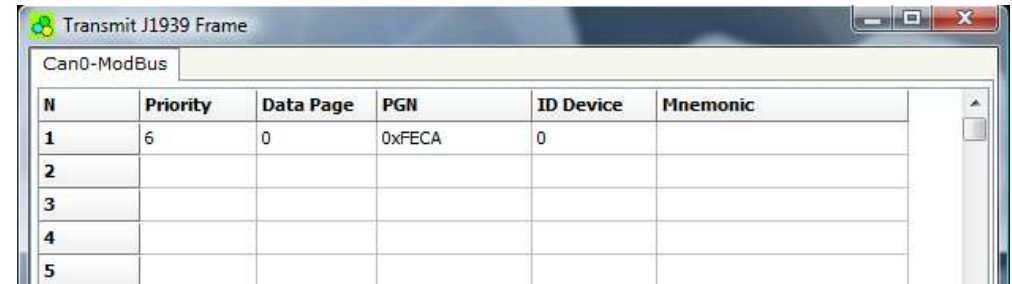 Transmit J1939 Frame
Can0-ModBus
N Priority Data Page PGN ID Device Mnemonic
1 6 0 0xFECA 0
2
3
4
5